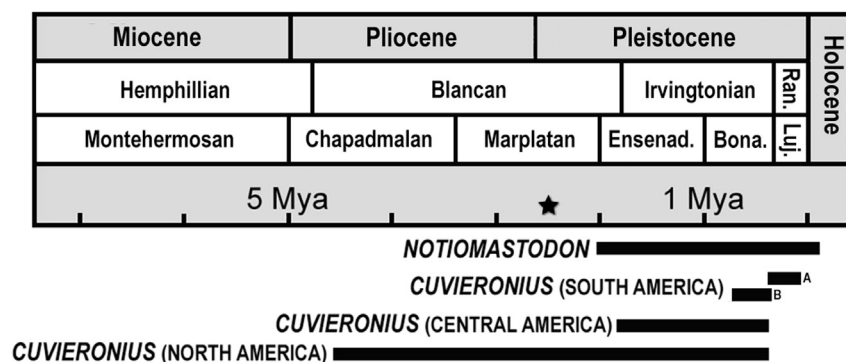 Miocene Pliocene Pleistocene Holocene
Hemphillian Blancan Irvingtonian Ran.
Montehermosan Chapadmalan Marplatan Ensenad. Bona. Luj.
5 Mya 1 Mya
NOTIOMASTODON
CUVIERONIUS (SOUTH AMERICA) A
B
CUVIERONIUS (CENTRAL AMERICA)
CUVIERONIUS (NORTH AMERICA)